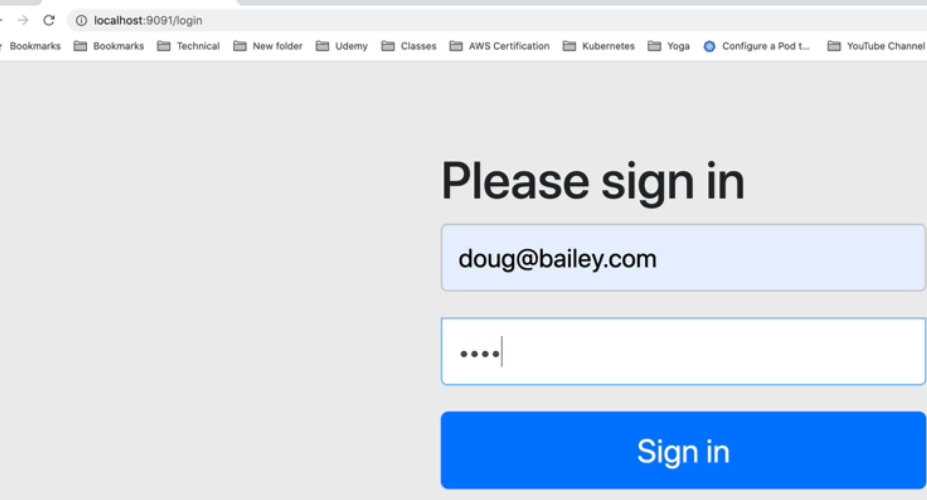 localhost:9091/login
Bookmarks Bookmarks Technical New folder Udemy Classes AWS Certification Kubernetes Yoga Configure a Pod t... YouTube Channel
Please sign in
doug@bailey.com
••••
Sign in